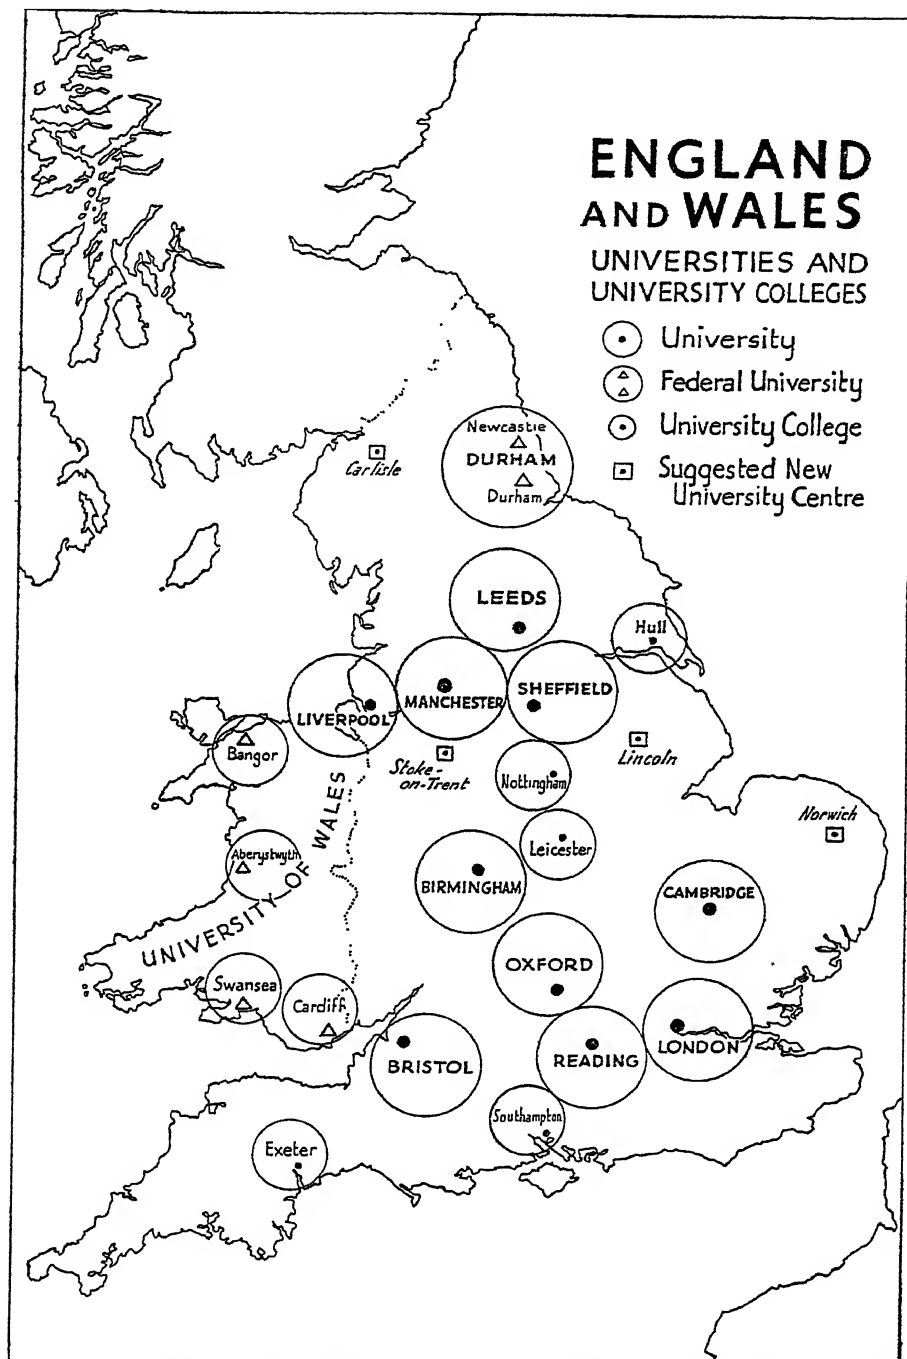 ENGLAND
AND WALES
UNIVERSITIES AND
UNIVERSITY COLLEGES
University
Federal University
University College
Suggested New
University Centre
Newcastle
DURHAM
Durham
Carlisle
LEEDS
Hull
LIVERPOOL
MANCHESTER
SHEFFIELD
Bangor
Stoke-
on-Trent
Lincoln
Nottingham
Norwich
Leicester
Aberystwyth
BIRMINGHAM
CAMBRIDGE
UNIVERSITY OF WALES
OXFORD
Swansea
Cardiff
BRISTOL
READING
LONDON
Southampton
Exeter